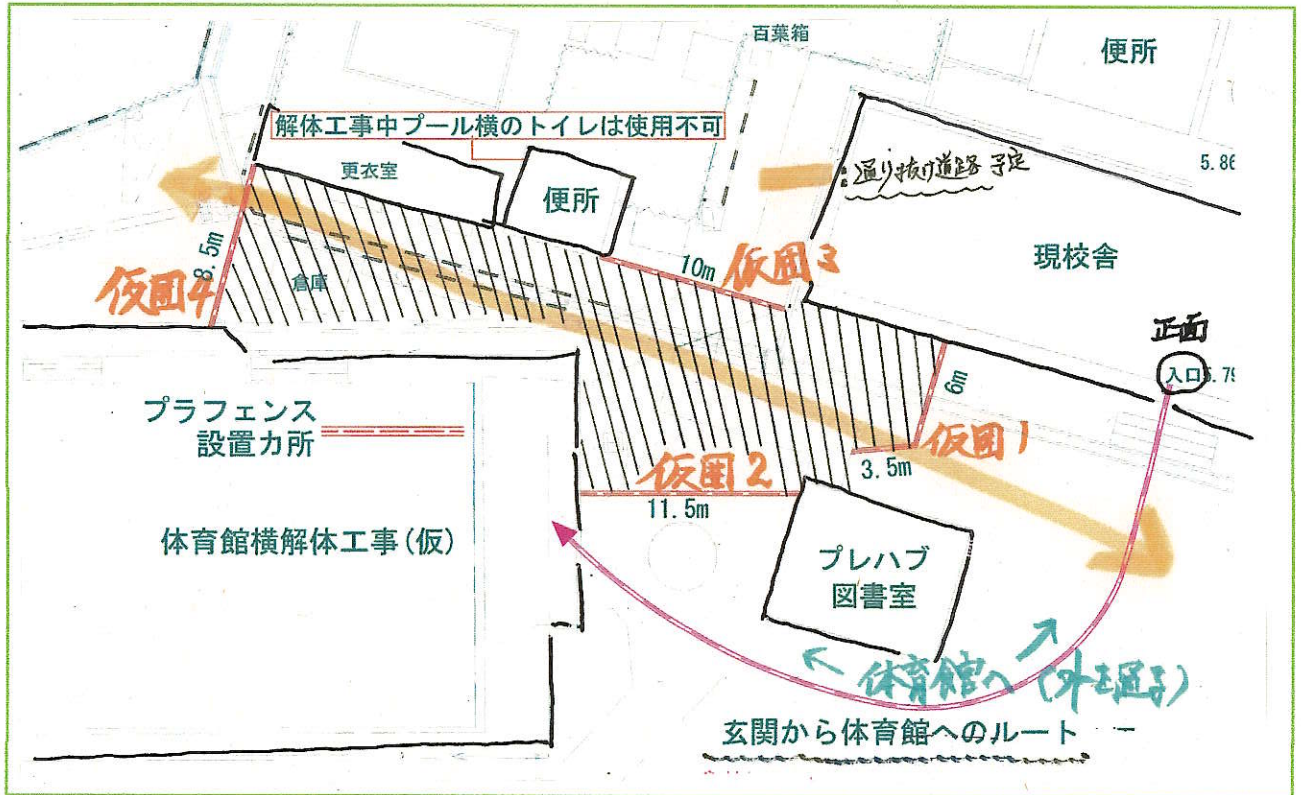 百葉箱
便所
解体工事中プール横のトイレは使用不可
更衣室
便所
通り抜け道路 予定
5.86
現校舎
8.5m
仮囲4
倉庫
10m
仮囲3
正面
入口
5.79
6m
プラフェンス
設置カ所
仮囲1
3.5m
仮囲2
11.5m
体育館横解体工事(仮)
プレハブ
図書室
← 体育館へ (外を通る)
玄関から体育館へのルート